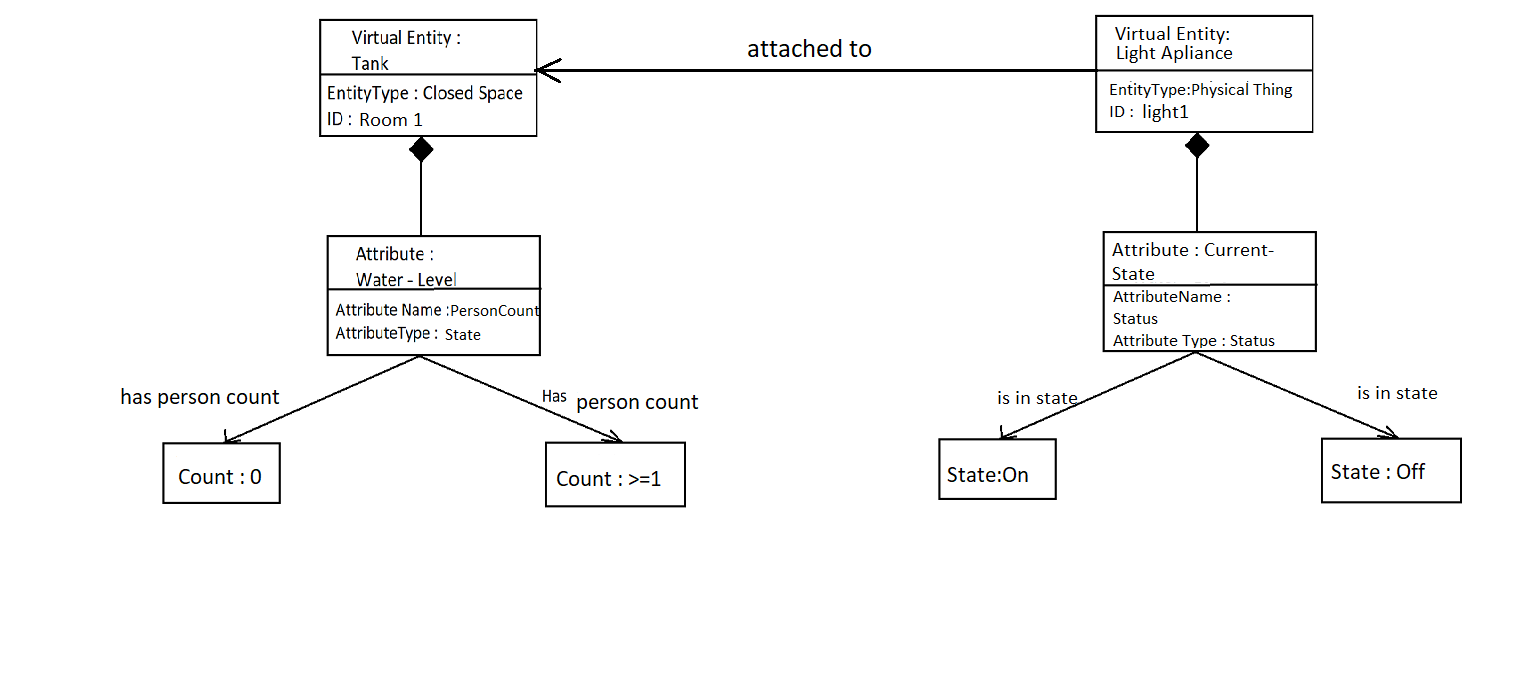 Virtual Entity :
Tank
EntityType : Closed Space
ID : Room 1
attached to
Virtual Entity:
Light Apliance
EntityType:Physical Thing
ID : light1
Attribute :
Water - Level
Attribute Name :PersonCount
AttributeType : State
Attribute : Current-
State
AttributeName :
Status
Attribute Type : Status
has person count
Has person count
is in state
is in state
Count : 0
Count : >=1
State:On
State : Off